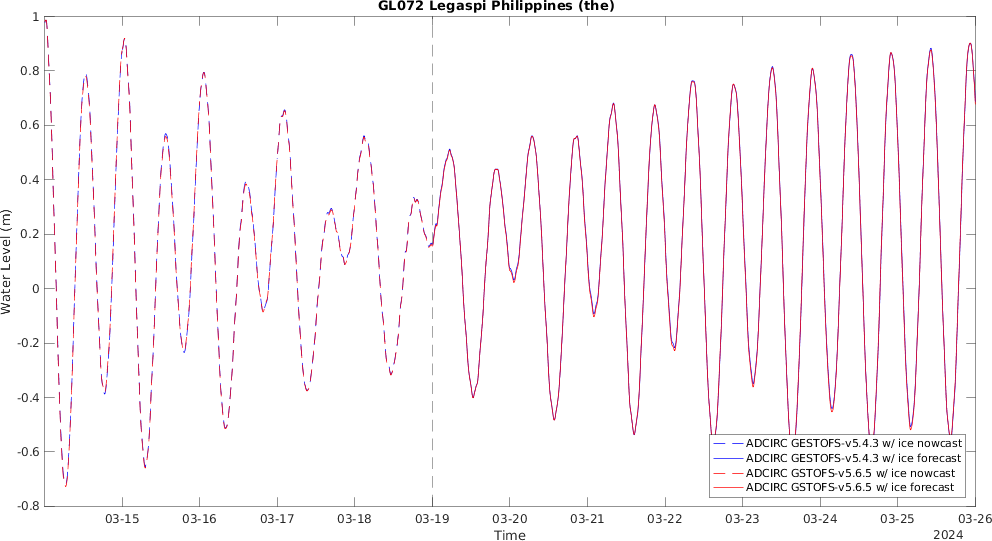 GL072 Legaspi Philippines (the)
1
0.8
0.6
0.4
0.2
0
-0.2
-0.4
-0.6
-0.8
Water Level (m)
ADCIRC GESTOFS-v5.4.3 w/ ice nowcast
ADCIRC GESTOFS-v5.4.3 w/ ice forecast
ADCIRC GSTOFS-v5.6.5 w/ ice nowcast
ADCIRC GSTOFS-v5.6.5 w/ ice forecast
03-15 03-16 03-17 03-18 03-19 03-20 03-21 03-22 03-23 03-24 03-25 03-26
Time
2024